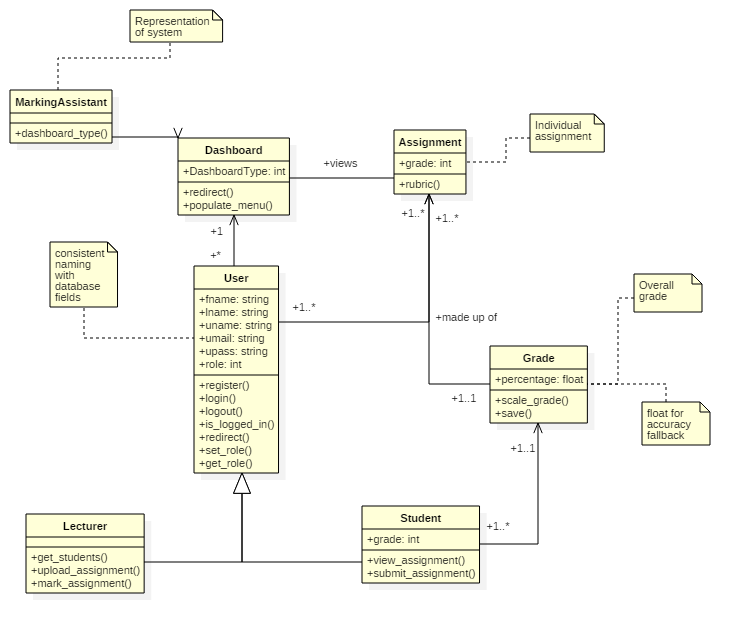 Representation
of system
MarkingAssistant
+dashboard_type()
Dashboard
+DashboardType: int
+redirect()
+populate_menu()
+views
Assignment
+grade: int
+rubric()
Individual
assignment
+1..*
+1..*
+1
+*
consistent
naming
with
database
fields
User
+fname: string
+lname: string
+uname: string
+umail: string
+upass: string
+role: int
+register()
+login()
+logout()
+is_logged_in()
+redirect()
+set_role()
+get_role()
+1..*
+made up of
Overall
grade
Grade
+percentage: float
+scale_grade()
+save()
+1..1
float for
accuracy
fallback
+1..1
+1..*
Lecturer
+get_students()
+upload_assignment()
+mark_assignment()
Student
+grade: int
+view_assignment()
+submit_assignment()